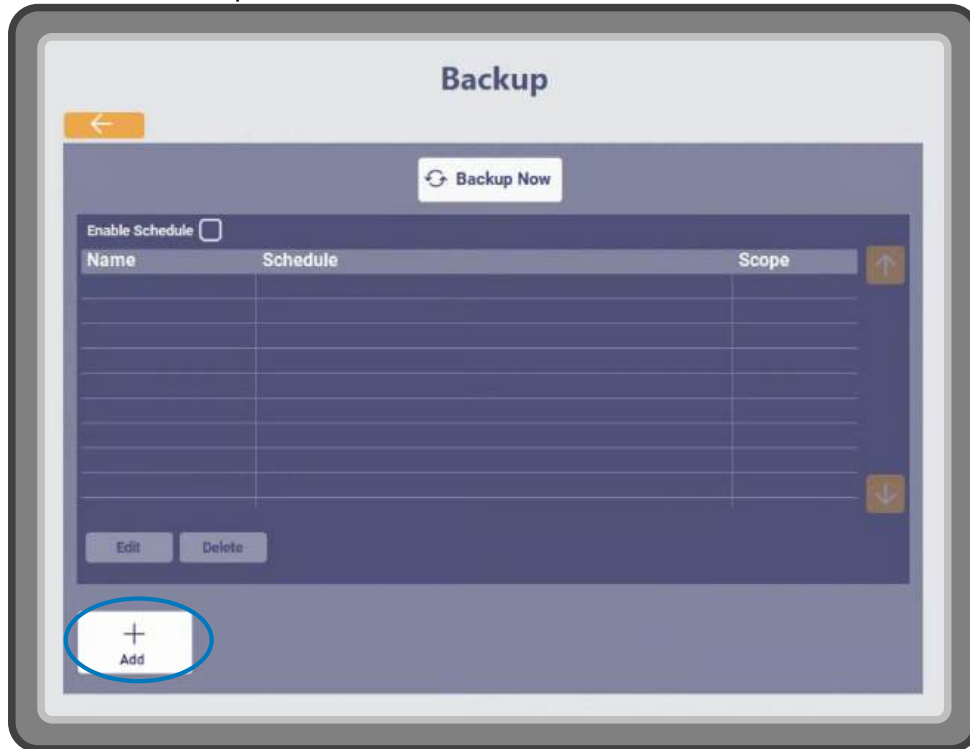 Backup
Backup Now
Enable Schedule
Name Schedule Scope
Edit Delete
Add